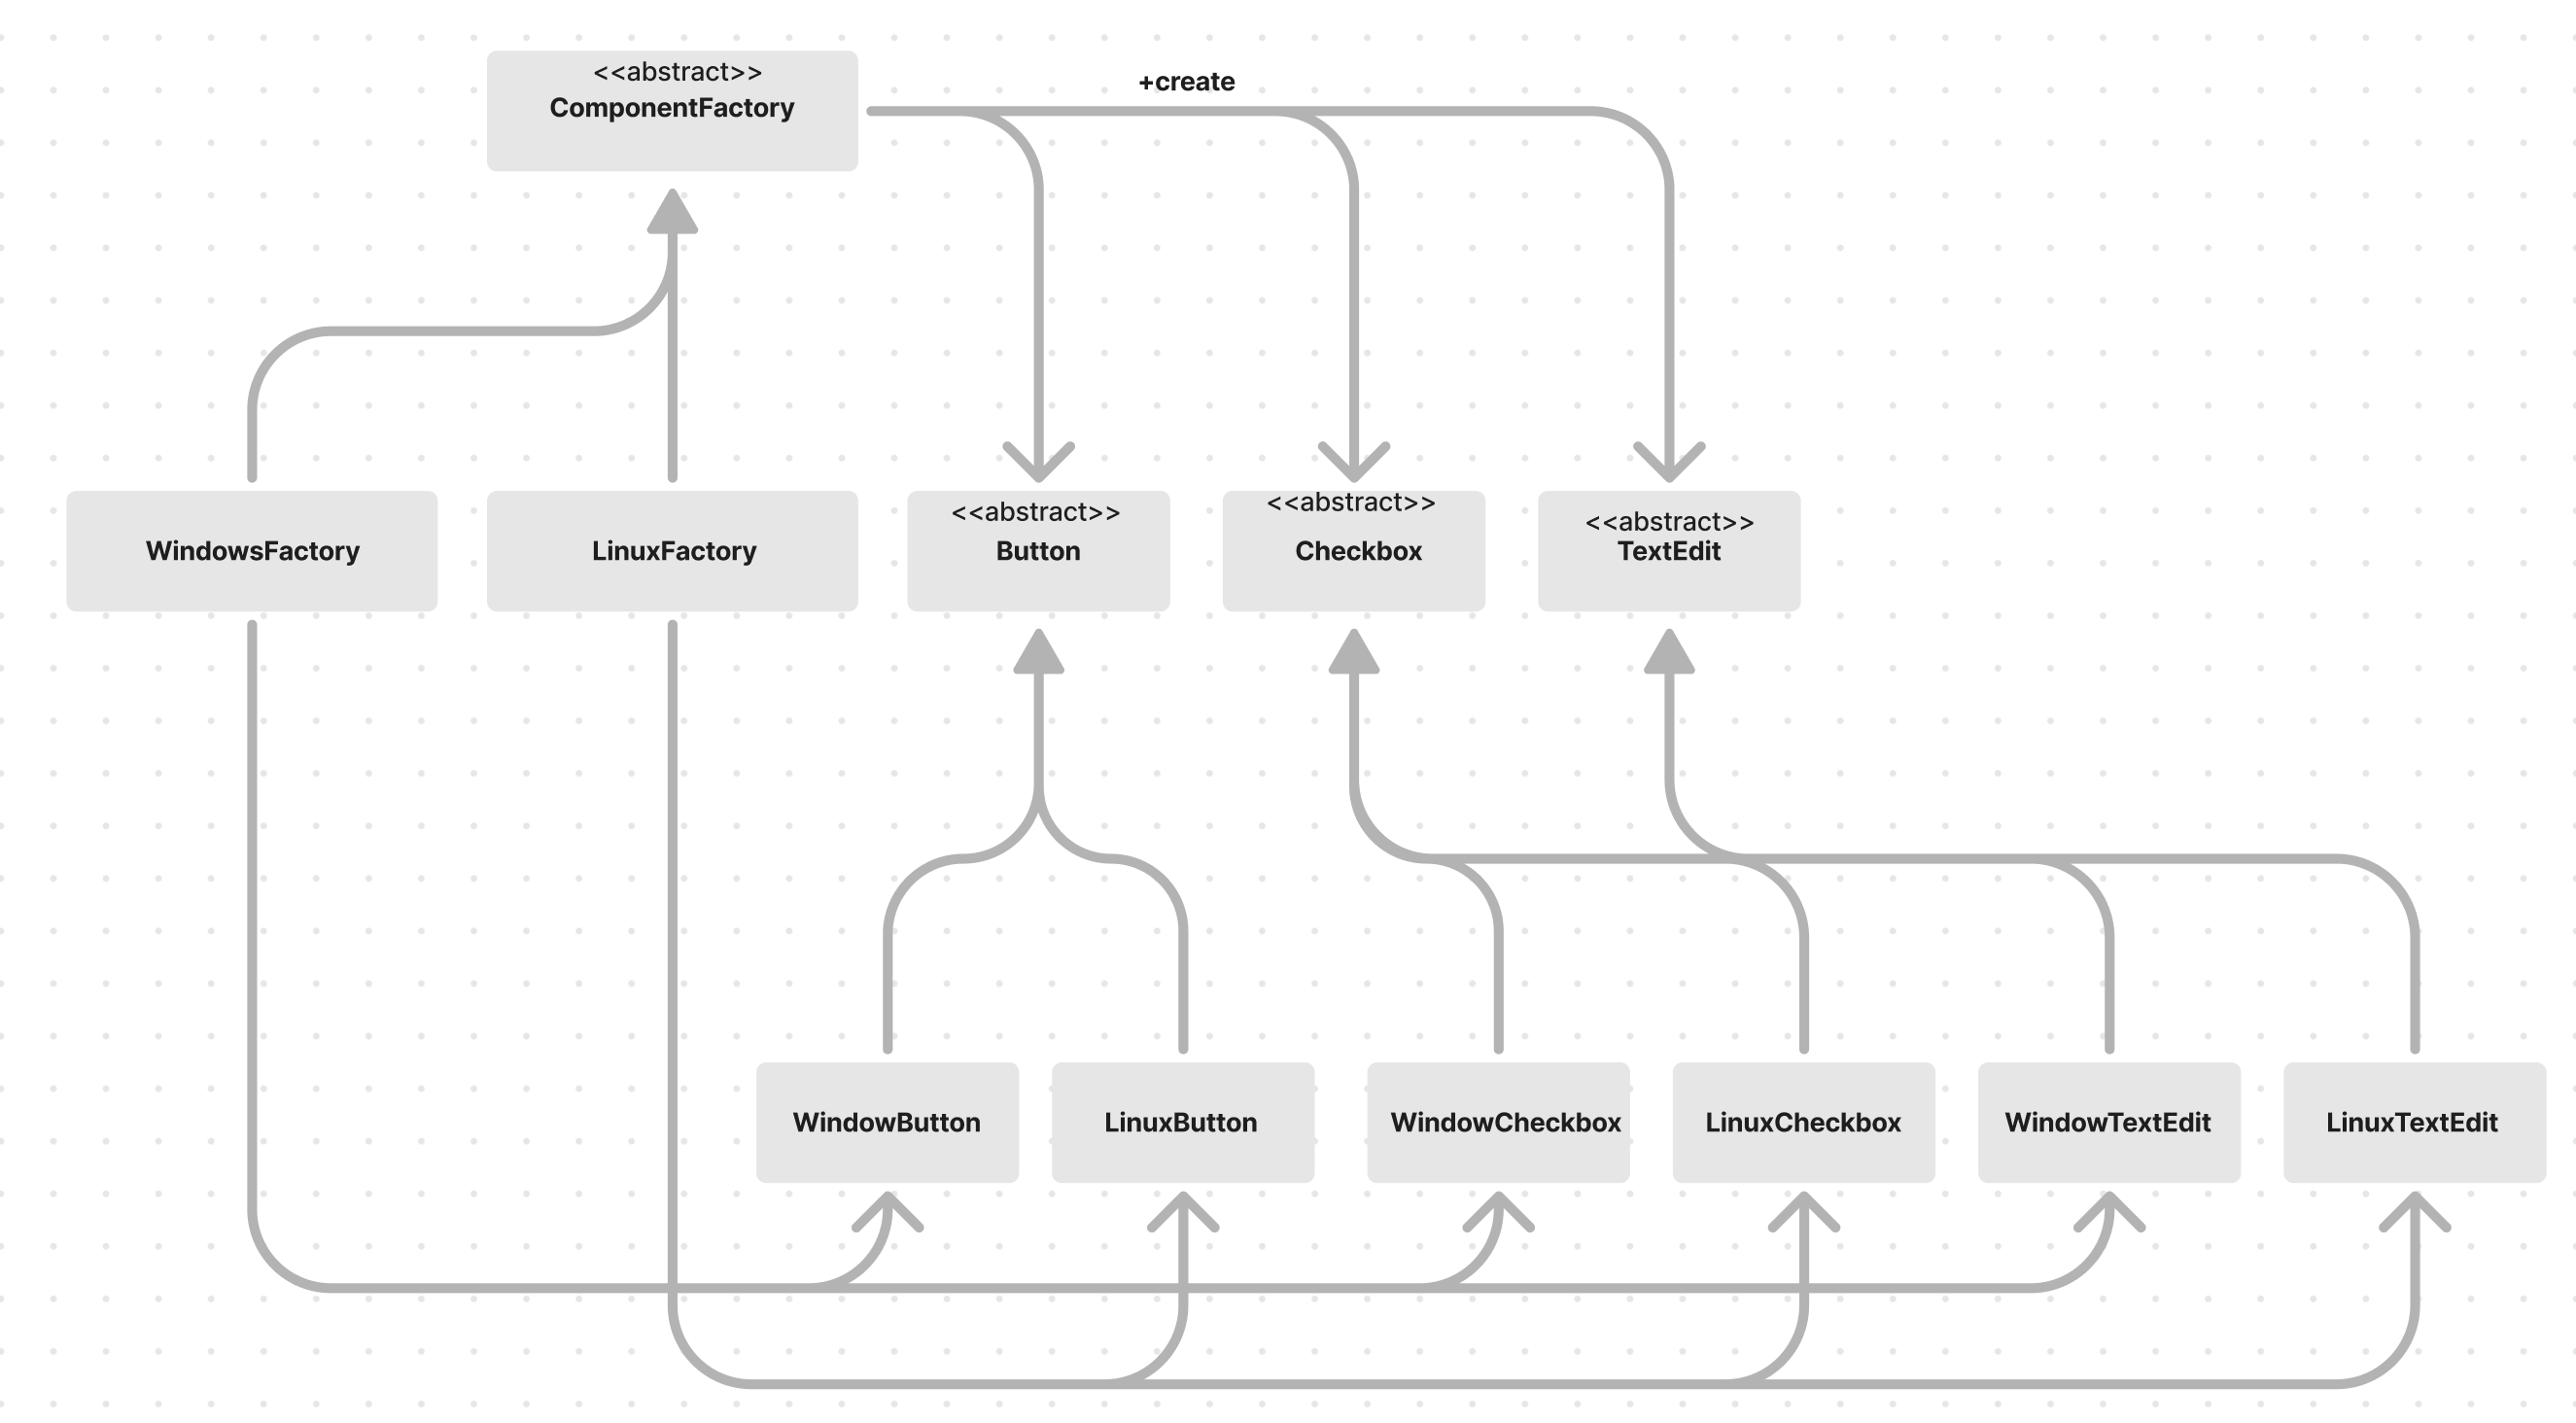 <<abstract>>
ComponentFactory
+create
WindowsFactory
LinuxFactory
<<abstract>>
Button
<<abstract>>
Checkbox
<<abstract>>
TextEdit
WindowButton
LinuxButton
WindowCheckbox
LinuxCheckbox
WindowTextEdit
LinuxTextEdit